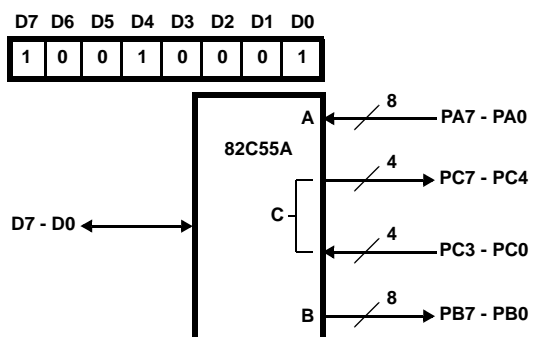 D7 D6 D5 D4 D3 D2 D1 D0
1 0 0 1 0 0 0 1
A 8 PA7 - PA0
82C55A
4 PC7 - PC4
C
D7 - D0
4 PC3 - PC0
B 8 PB7 - PB0